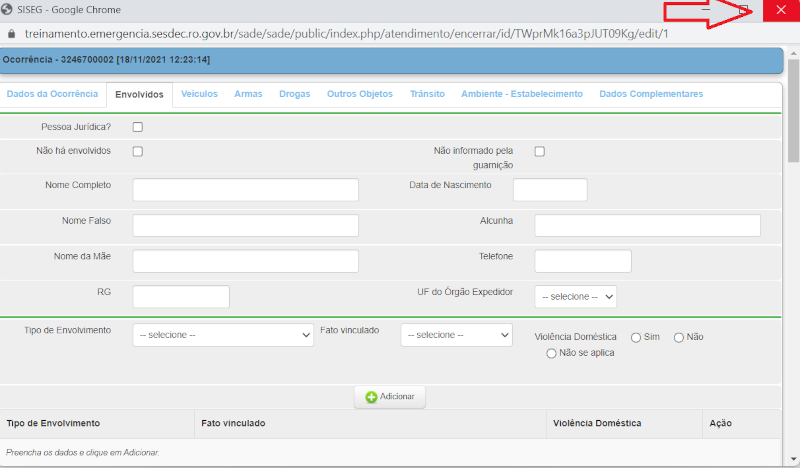 SISEG - Google Chrome
treinamento.emergencia.sesdec.ro.gov.br/sade/sade/public/index.php/atendimento/encerrar/id/TWprMk16a3pJUT09Kg/edit/1
Ocorrência - 3246700002 [18/11/2021 12:23:14]
Dados da Ocorrência Envolvidos Veículos Armas Drogas Outros Objetos Trânsito Ambiente - Estabelecimento Dados Complementares
Pessoa Jurídica?
Não há envolvidos Não informado pela
guarnição
Nome Completo Data de Nascimento
Nome Falso Alcunha
Nome da Mãe Telefone
RG UF do Órgão Expedidor -- selecione --
Tipo de Envolvimento -- selecione -- Fato vinculado -- selecione -- Violência Doméstica Sim Não
Não se aplica
Adicionar
Tipo de Envolvimento Fato vinculado Violência Doméstica Ação
Preencha os dados e clique em Adicionar.